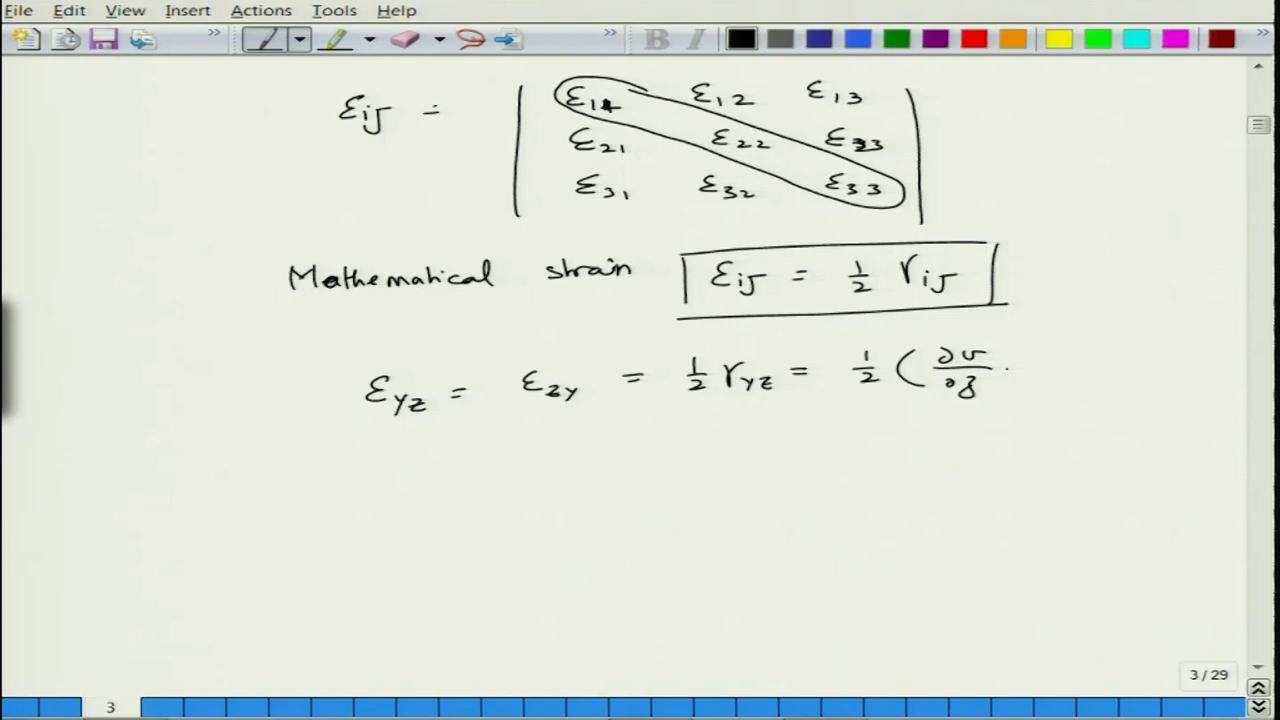 File Edit View Insert Actions Tools Help
B I
εij =
ε11 ε12 ε13
ε21 ε22 ε23
ε31 ε32 ε33
Mathematical strain εij = 1/2 γij
εyz = εzy = 1/2 γyz = 1/2 (∂v/∂z
3 / 29
3